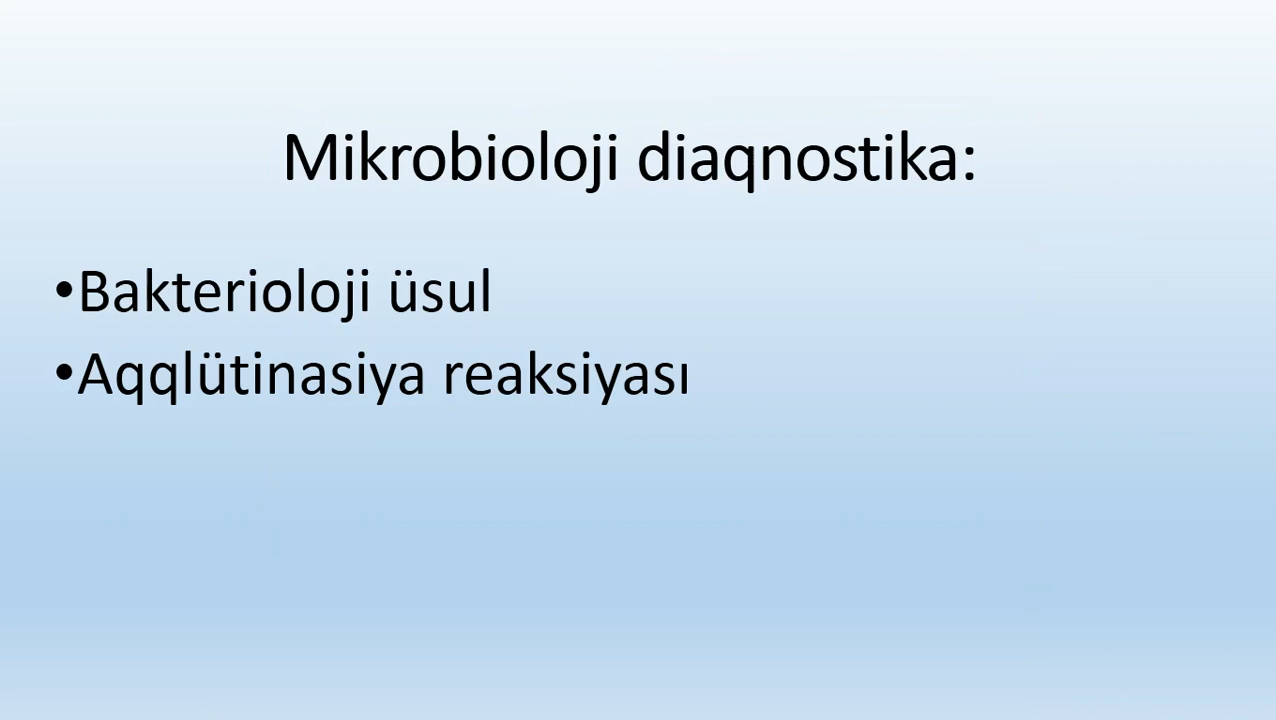 Mikrobioloji diaqnostika:
•Bakterioloji üsul
•Aqqlütinasiya reaksiyası